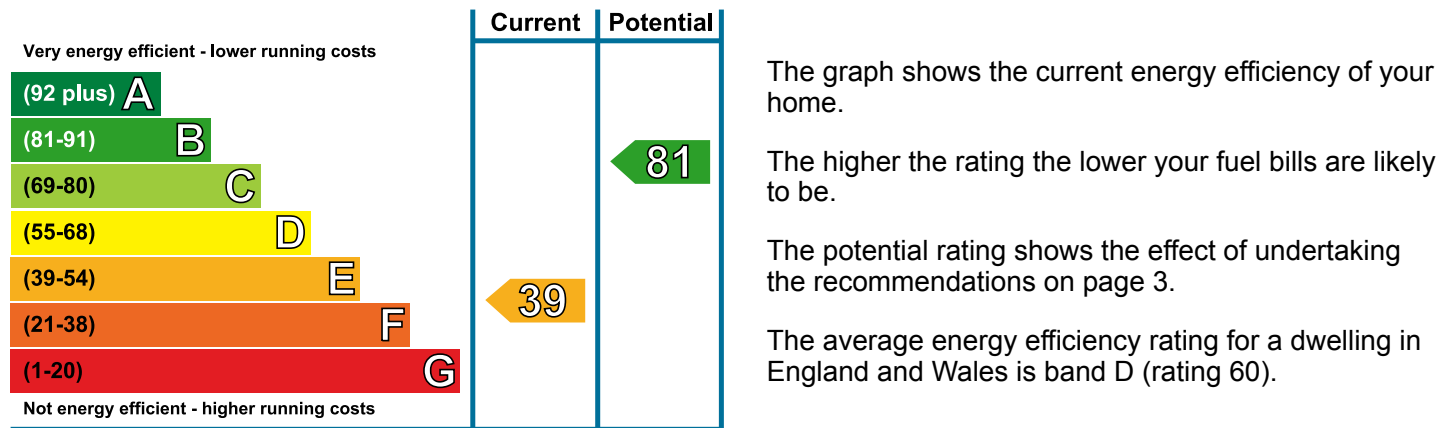 Current Potential
Very energy efficient - lower running costs
(92 plus) A
(81-91) B
81
(69-80) C
(55-68) D
(39-54) E
39
(21-38) F
(1-20) G
Not energy efficient - higher running costs
The graph shows the current energy efficiency of your
home.
The higher the rating the lower your fuel bills are likely
to be.
The potential rating shows the effect of undertaking
the recommendations on page 3.
The average energy efficiency rating for a dwelling in
England and Wales is band D (rating 60).